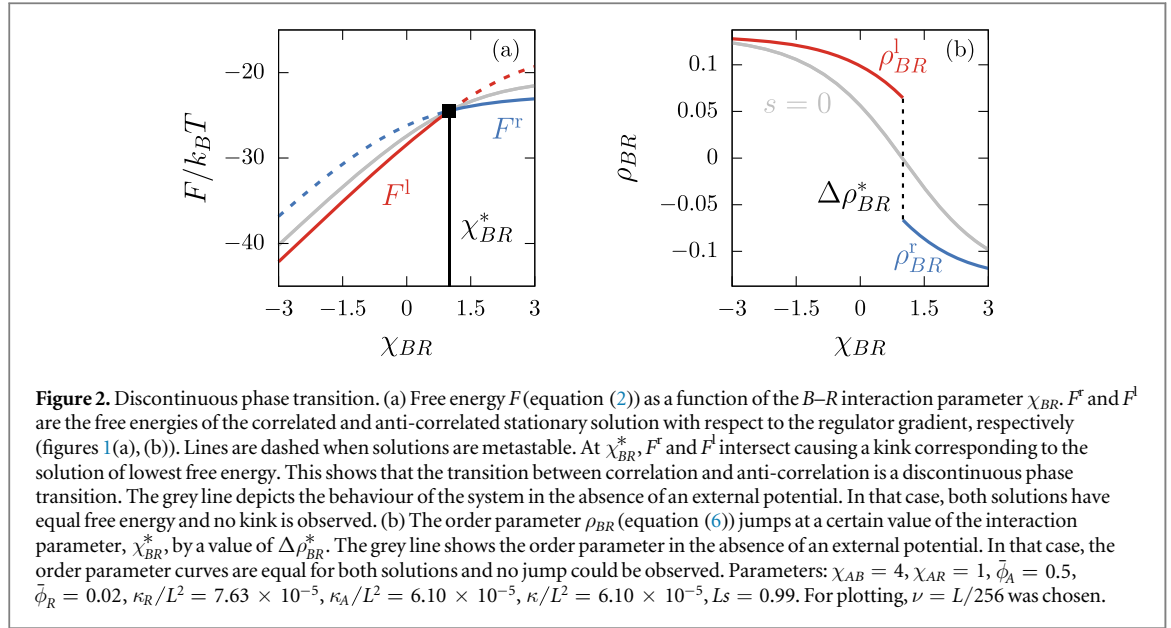 (a)
F/k_BT
−20
−30
−40
F^r
F^l
χ*_BR
−3 −1.5 0 1.5 3
χ_BR
(b)
ρ_BR
0.1
0.05
0
−0.05
−0.1
ρ^l_BR
s = 0
Δρ*_BR
ρ^r_BR
−3 −1.5 0 1.5 3
χ_BR
Figure 2. Discontinuous phase transition. (a) Free energy F (equation (2)) as a function of the B–R interaction parameter χ_BR. F^r and F^l
are the free energies of the correlated and anti-correlated stationary solution with respect to the regulator gradient, respectively
(figures 1(a), (b)). Lines are dashed when solutions are metastable. At χ*_BR, F^r and F^l intersect causing a kink corresponding to the
solution of lowest free energy. This shows that the transition between correlation and anti-correlation is a discontinuous phase
transition. The grey line depicts the behaviour of the system in the absence of an external potential. In that case, both solutions have
equal free energy and no kink is observed. (b) The order parameter ρ_BR (equation (6)) jumps at a certain value of the interaction
parameter, χ*_BR, by a value of Δρ*_BR. The grey line shows the order parameter in the absence of an external potential. In that case, the
order parameter curves are equal for both solutions and no jump could be observed. Parameters: χ_AB = 4, χ_AR = 1, ϕ̄_A = 0.5,
ϕ̄_R = 0.02, κ_R/L² = 7.63 × 10⁻⁵, κ_A/L² = 6.10 × 10⁻⁵, κ/L² = 6.10 × 10⁻⁵, Ls = 0.99. For plotting, ν = L/256 was chosen.